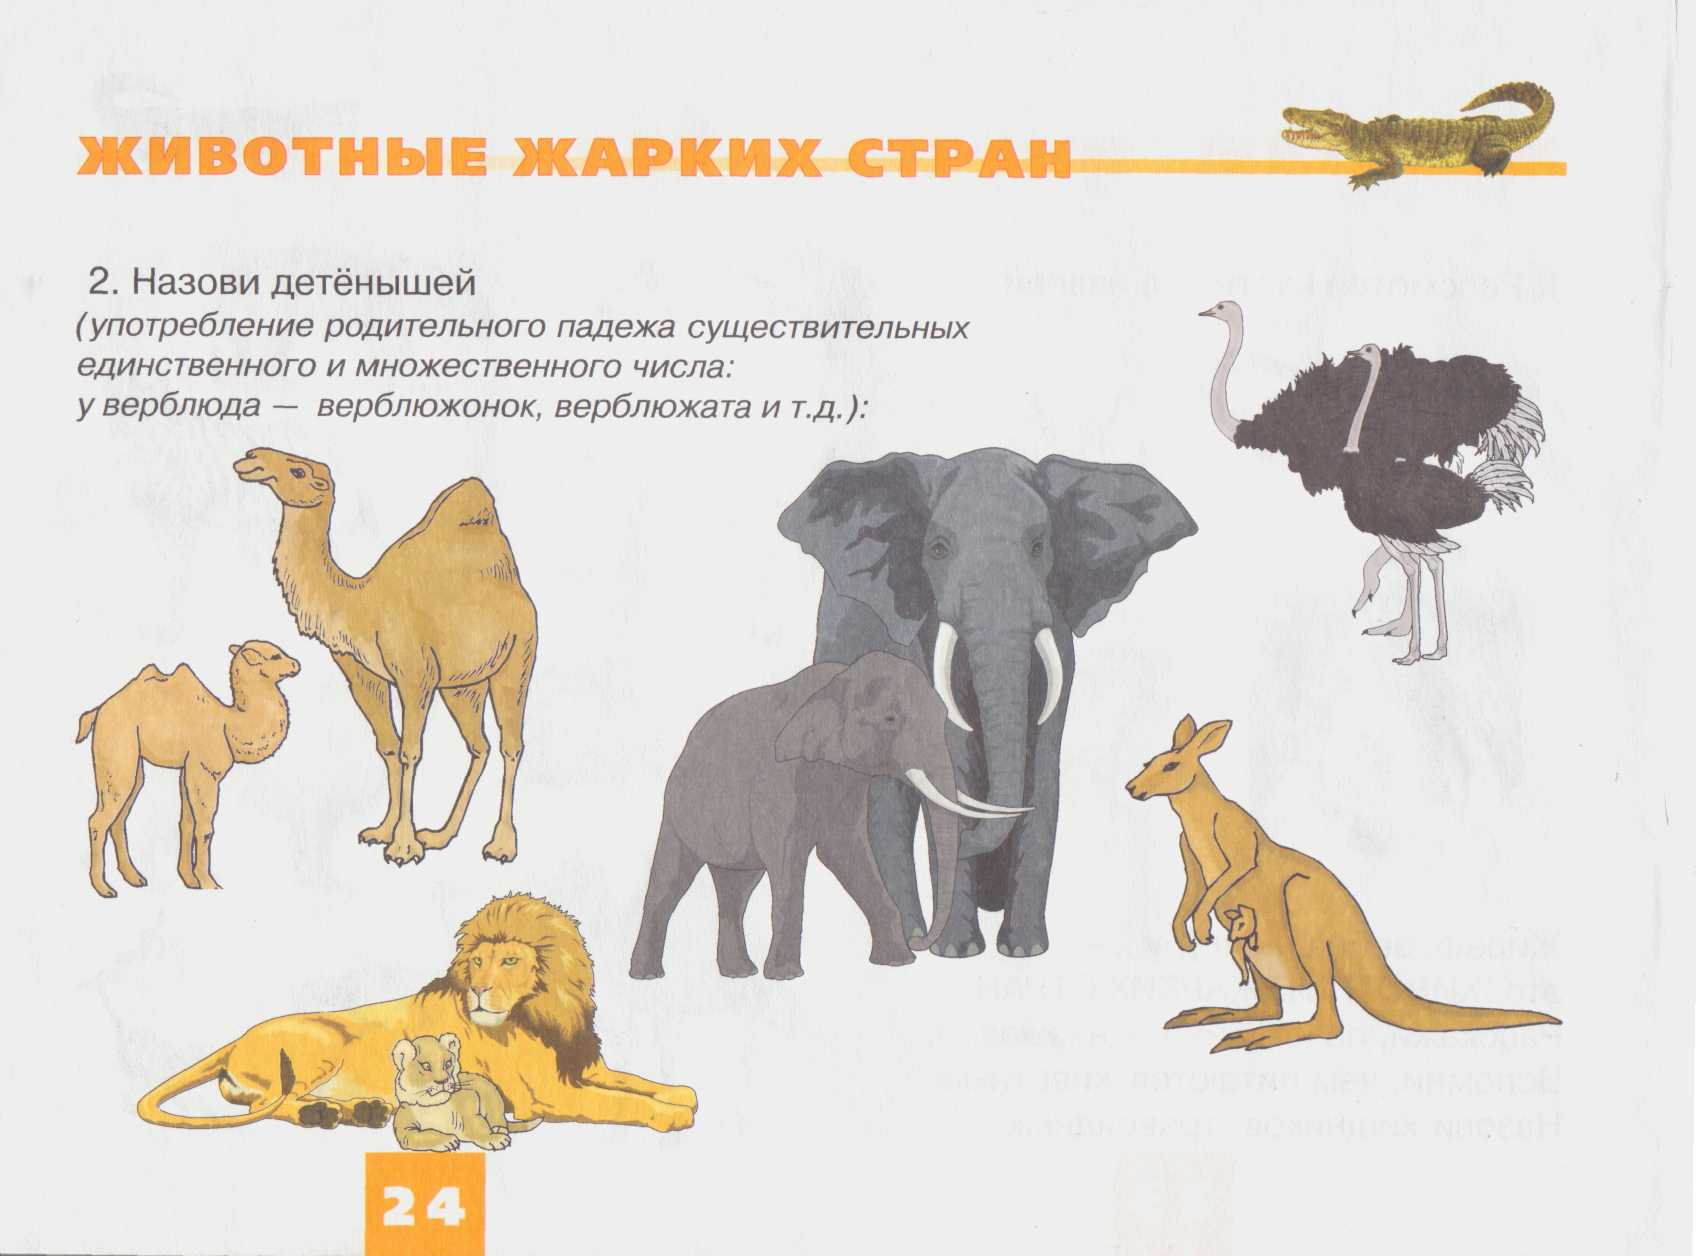 ЖИВОТНЫЕ ЖАРКИХ СТРАН
2. Назови детёнышей
(употребление родительного падежа существительных
единственного и множественного числа:
у верблюда — верблюжонок, верблюжата и т.д.):
24